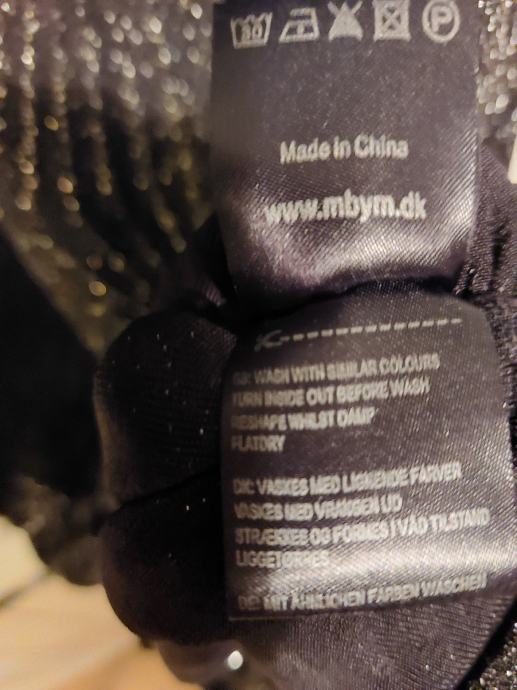 30
P
Made in China
www.mbym.dk
GB: WASH WITH SIMILAR COLOURS
TURN INSIDE OUT BEFORE WASH
RESHAPE WHILST DAMP
FLATDRY
DK: VASKES MED LIGNENDE FARVER
VASKES MED VRANGEN UD
STRÆKKES OG FORMES I VÅD TILSTAND
LIGGETØRRES
DE: MIT ÄHNLICHEN FARBEN WASCHEN